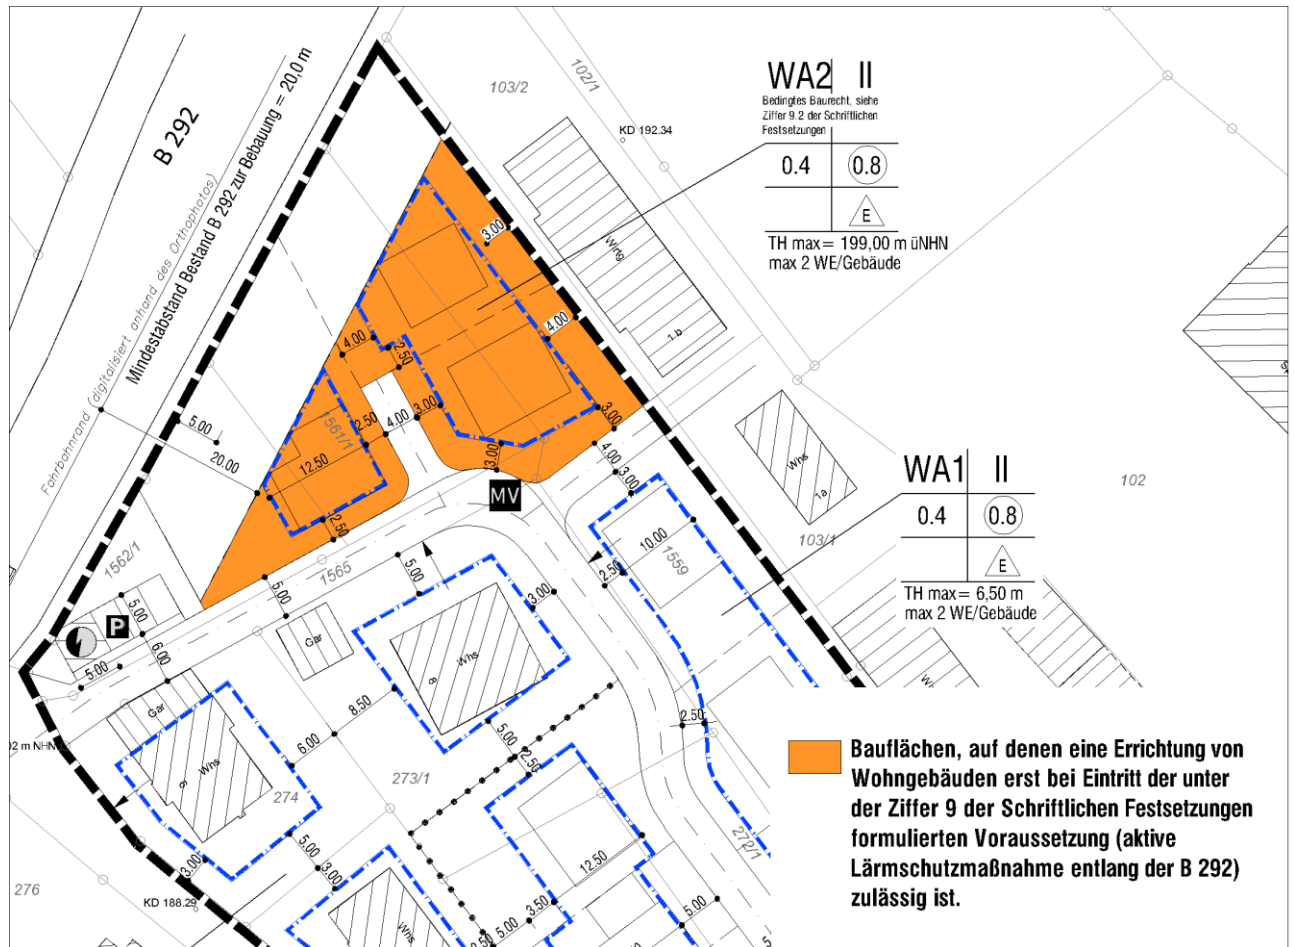 103/2
102/1
KD 192.34
B 292
Fahrbahnrand (digitalisiert anhand des Orthophotos)
Mindestabstand Bestand B 292 zur Bebauung = 20,0 m
WA2 II
Bedingtes Baurecht, siehe
Ziffer 9.2 der Schriftlichen
Festsetzungen
0.4 0.8
E
TH max= 199,00 m üNHN
max 2 WE/Gebäude
3.00
4.00
Wirtg
1-b
4.00
2.50
5.00
20.00
1561/1
12.50
2.50
4.00
3.00
3.00
3.00
4.00
3.00
2.50
MV
Whs
1a
103/1
102
WA1 II
0.4 0.8
E
TH max= 6,50 m
max 2 WE/Gebäude
1562/1
1565
5.00
5.00
3.00
10.00
2.50
1559
P
5.00
6.00
5.00
Gar
Whs
8
Gar
Whs
6
8.50
6.00
5.00
2.50
2.50
273/1
274
272/1
276
3.00
5.00
3.00
KD 188.29
Whs
12.50
3.50
5.00
2.50
5.00
Bauflächen, auf denen eine Errichtung von
Wohngebäuden erst bei Eintritt der unter
der Ziffer 9 der Schriftlichen Festsetzungen
formulierten Voraussetzung (aktive
Lärmschutzmaßnahme entlang der B 292)
zulässig ist.